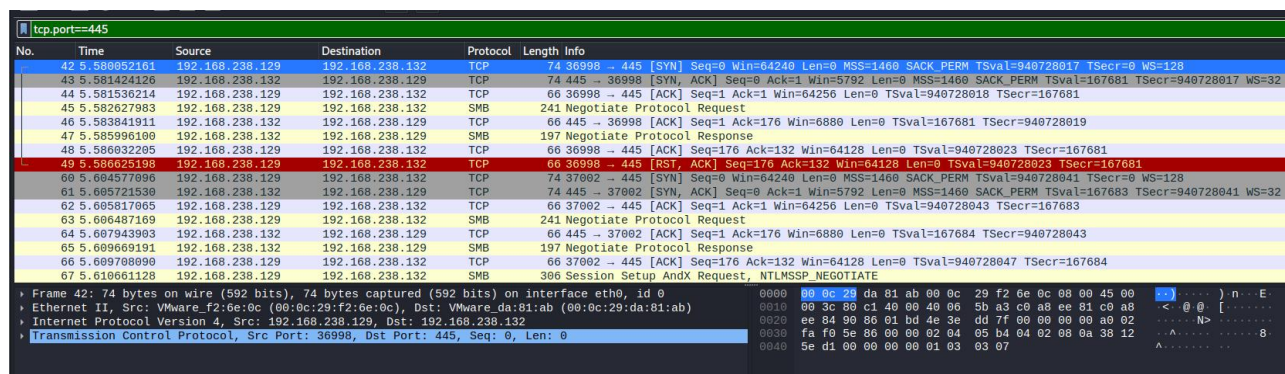 tcp.port==445
No. Time Source Destination Protocol Length Info
42 5.580052161 192.168.238.129 192.168.238.132 TCP 74 36998 → 445 [SYN] Seq=0 Win=64240 Len=0 MSS=1460 SACK_PERM TSval=940728017 TSecr=0 WS=128
43 5.581424126 192.168.238.132 192.168.238.129 TCP 74 445 → 36998 [SYN, ACK] Seq=0 Ack=1 Win=5792 Len=0 MSS=1460 SACK_PERM TSval=167681 TSecr=940728017 WS=32
44 5.581536214 192.168.238.129 192.168.238.132 TCP 66 36998 → 445 [ACK] Seq=1 Ack=1 Win=64256 Len=0 TSval=940728018 TSecr=167681
45 5.582627983 192.168.238.129 192.168.238.132 SMB 241 Negotiate Protocol Request
46 5.583841911 192.168.238.132 192.168.238.129 TCP 66 445 → 36998 [ACK] Seq=1 Ack=176 Win=6880 Len=0 TSval=167681 TSecr=940728019
47 5.585996100 192.168.238.132 192.168.238.129 SMB 197 Negotiate Protocol Response
48 5.586032205 192.168.238.129 192.168.238.132 TCP 66 36998 → 445 [ACK] Seq=176 Ack=132 Win=64128 Len=0 TSval=940728023 TSecr=167681
49 5.586625198 192.168.238.129 192.168.238.132 TCP 66 36998 → 445 [RST, ACK] Seq=176 Ack=132 Win=64128 Len=0 TSval=940728023 TSecr=167681
60 5.604577096 192.168.238.129 192.168.238.132 TCP 74 37002 → 445 [SYN] Seq=0 Win=64240 Len=0 MSS=1460 SACK_PERM TSval=940728041 TSecr=0 WS=128
61 5.605721530 192.168.238.132 192.168.238.129 TCP 74 445 → 37002 [SYN, ACK] Seq=0 Ack=1 Win=5792 Len=0 MSS=1460 SACK_PERM TSval=167683 TSecr=940728041 WS=32
62 5.605817065 192.168.238.129 192.168.238.132 TCP 66 37002 → 445 [ACK] Seq=1 Ack=1 Win=64256 Len=0 TSval=940728043 TSecr=167683
63 5.606487169 192.168.238.129 192.168.238.132 SMB 241 Negotiate Protocol Request
64 5.607943903 192.168.238.132 192.168.238.129 TCP 66 445 → 37002 [ACK] Seq=1 Ack=176 Win=6880 Len=0 TSval=167684 TSecr=940728043
65 5.609669191 192.168.238.132 192.168.238.129 SMB 197 Negotiate Protocol Response
66 5.609708090 192.168.238.129 192.168.238.132 TCP 66 37002 → 445 [ACK] Seq=176 Ack=132 Win=64128 Len=0 TSval=940728047 TSecr=167684
67 5.610661128 192.168.238.129 192.168.238.132 SMB 306 Session Setup AndX Request, NTLMSSP_NEGOTIATE
Frame 42: 74 bytes on wire (592 bits), 74 bytes captured (592 bits) on interface eth0, id 0
Ethernet II, Src: VMware_f2:6e:0c (00:0c:29:f2:6e:0c), Dst: VMware_da:81:ab (00:0c:29:da:81:ab)
Internet Protocol Version 4, Src: 192.168.238.129, Dst: 192.168.238.132
Transmission Control Protocol, Src Port: 36998, Dst Port: 445, Seq: 0, Len: 0
0000 00 0c 29 da 81 ab 00 0c 29 f2 6e 0c 08 00 45 00 ··)····· )·n···E·
0010 00 3c 80 c1 40 00 40 06 5b a3 c0 a8 ee 81 c0 a8 ·<··@·@· [·······
0020 ee 84 90 86 01 bd 4e 3e dd 7f 00 00 00 00 a0 02 ······N> ········
0030 fa f0 5e 86 00 00 02 04 05 b4 04 02 08 0a 38 12 ··^····· ······8·
0040 5e d1 00 00 00 00 01 03 03 07 ^······· ··